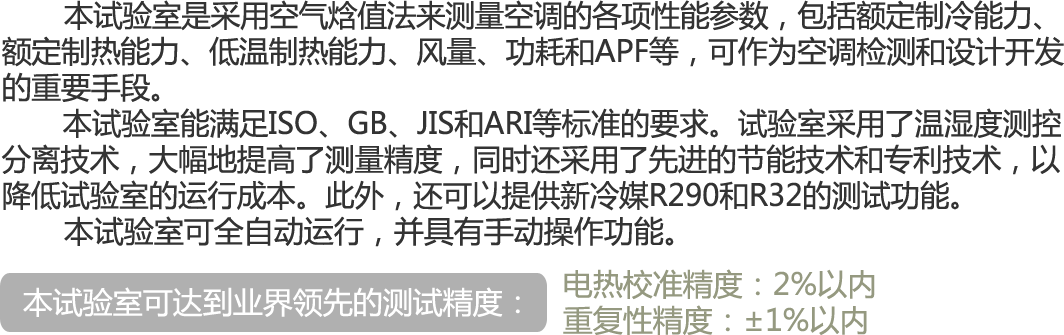 本试验室是采用空气焓值法来测量空调的各项性能参数，包括额定制冷能力、
额定制热能力、低温制热能力、风量、功耗和APF等，可作为空调检测和设计开发
的重要手段。
本试验室能满足ISO、GB、JIS和ARI等标准的要求。试验室采用了温湿度测控
分离技术，大幅地提高了测量精度，同时还采用了先进的节能技术和专利技术，以
降低试验室的运行成本。此外，还可以提供新冷媒R290和R32的测试功能。
本试验室可全自动运行，并具有手动操作功能。
本试验室可达到业界领先的测试精度：
电热校准精度：2%以内
重复性精度：±1%以内